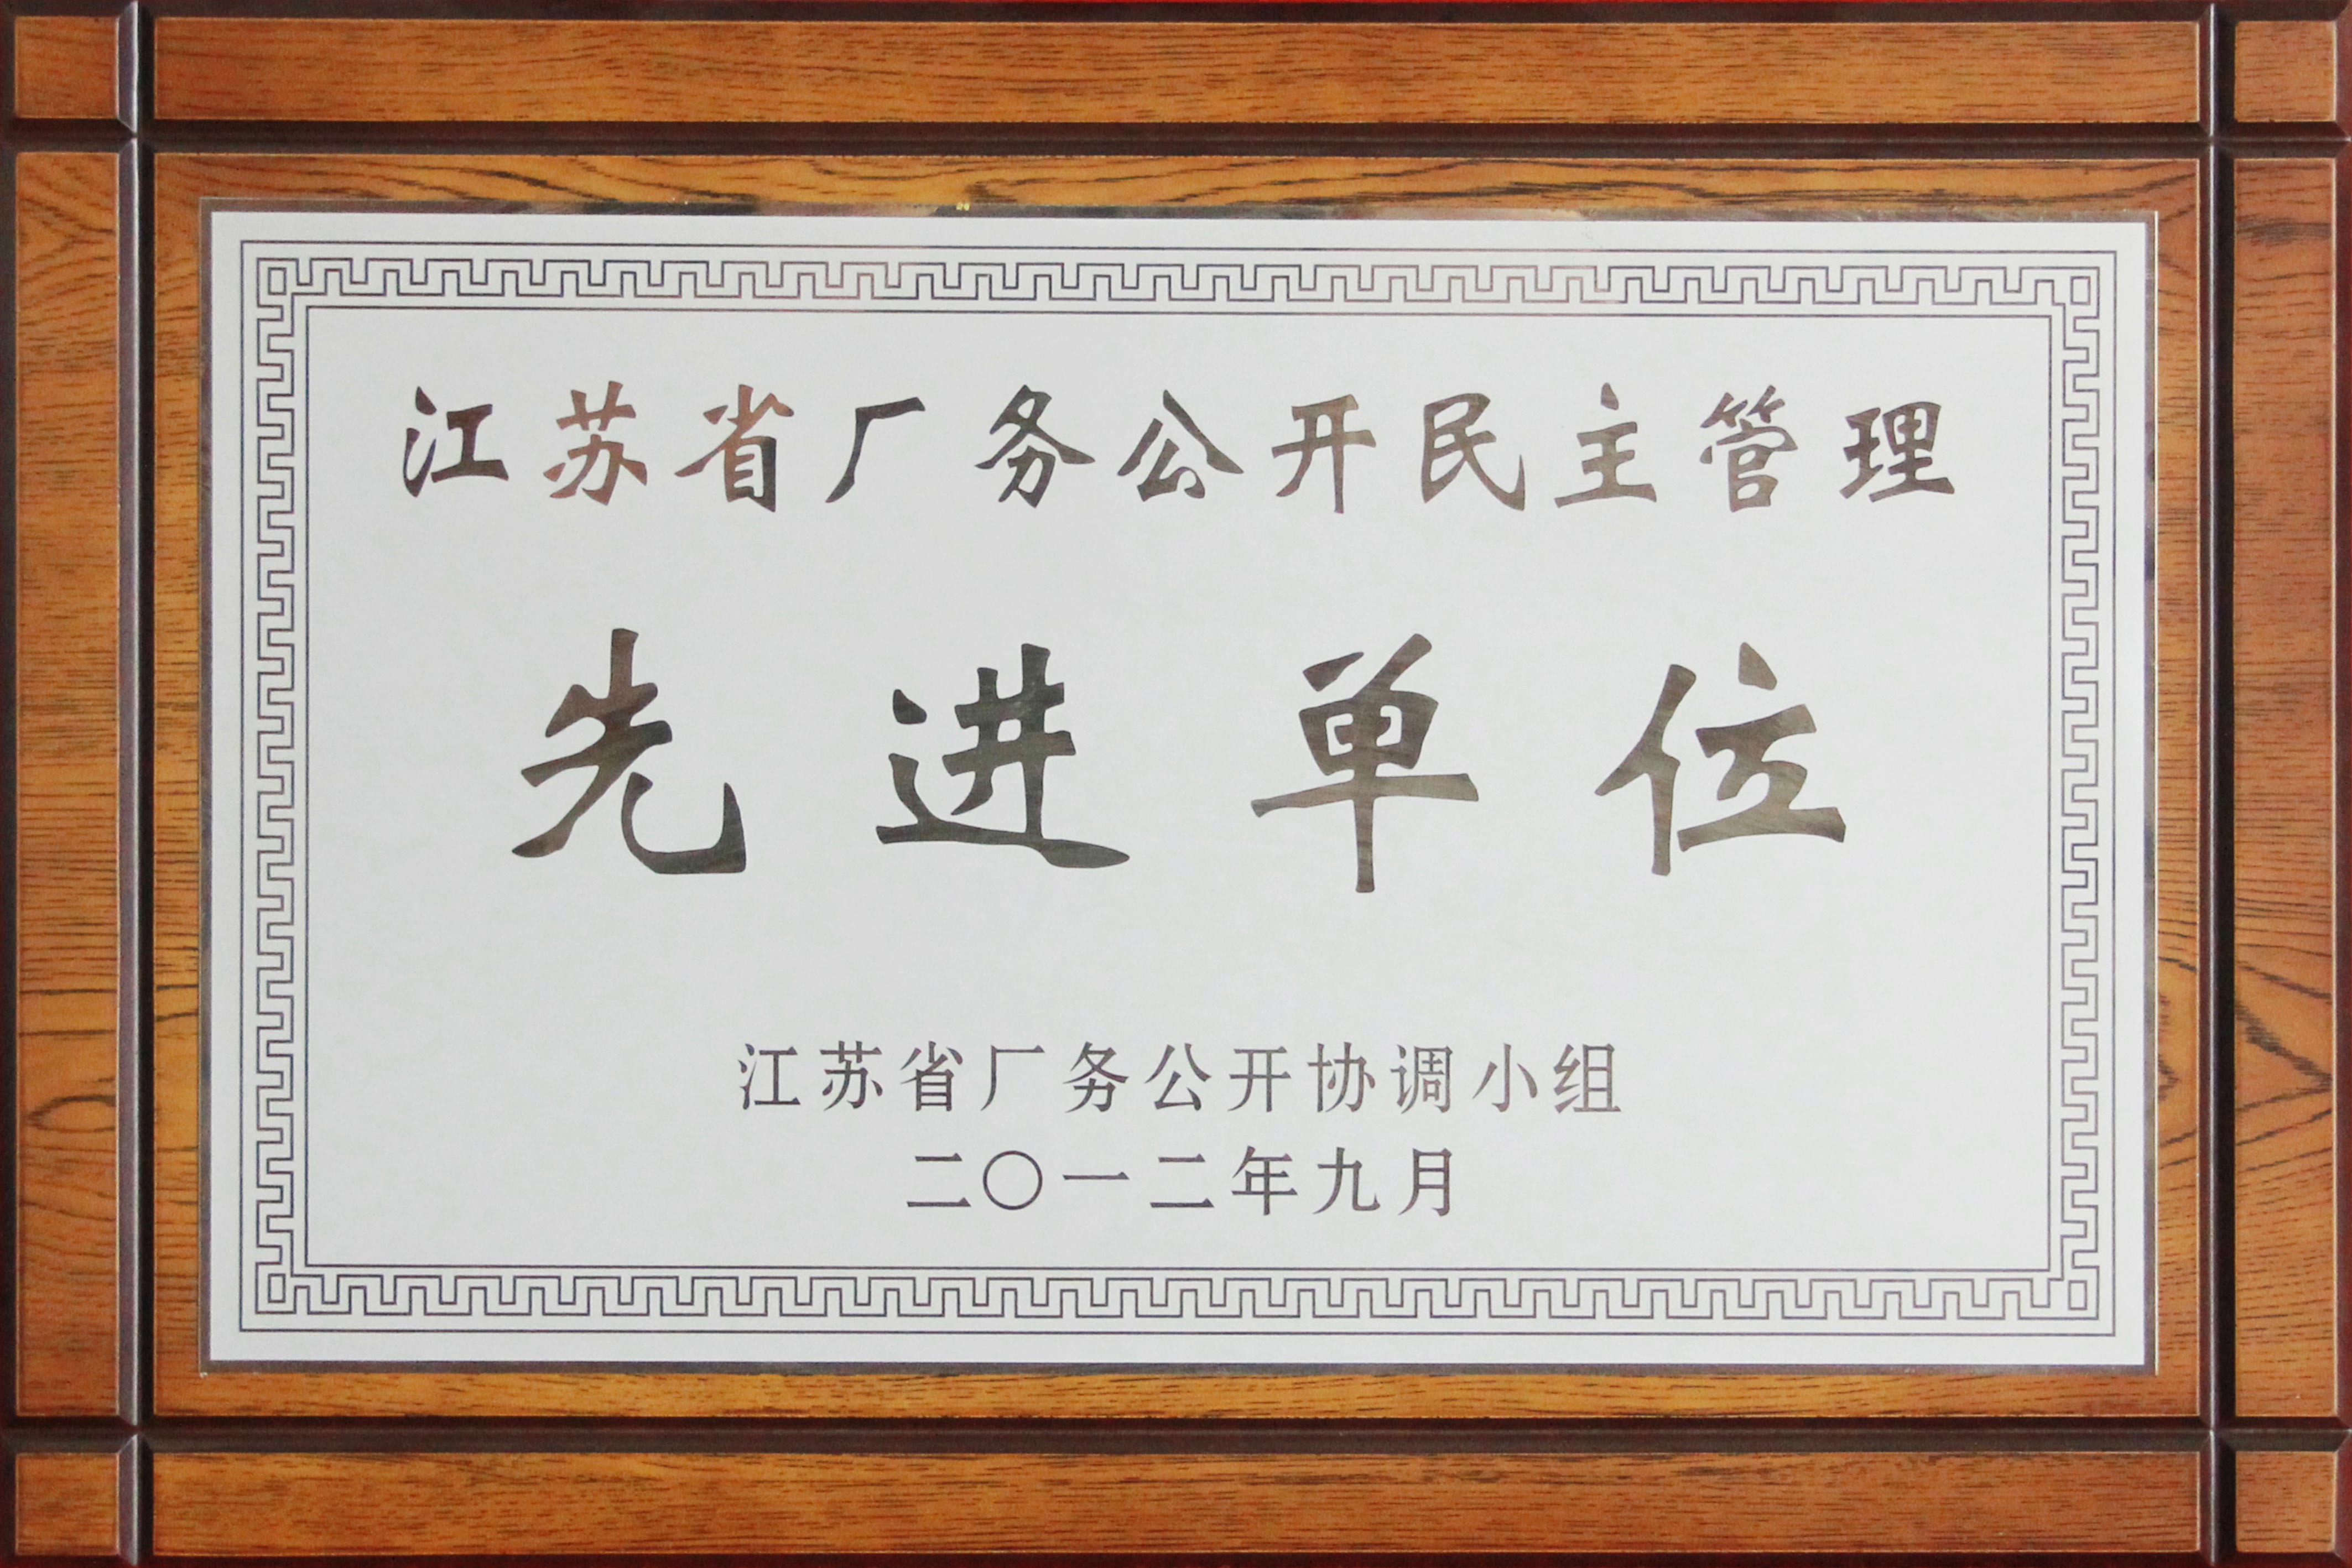 江苏省厂务公开民主管理
先进单位
江苏省厂务公开协调小组
二〇一二年九月